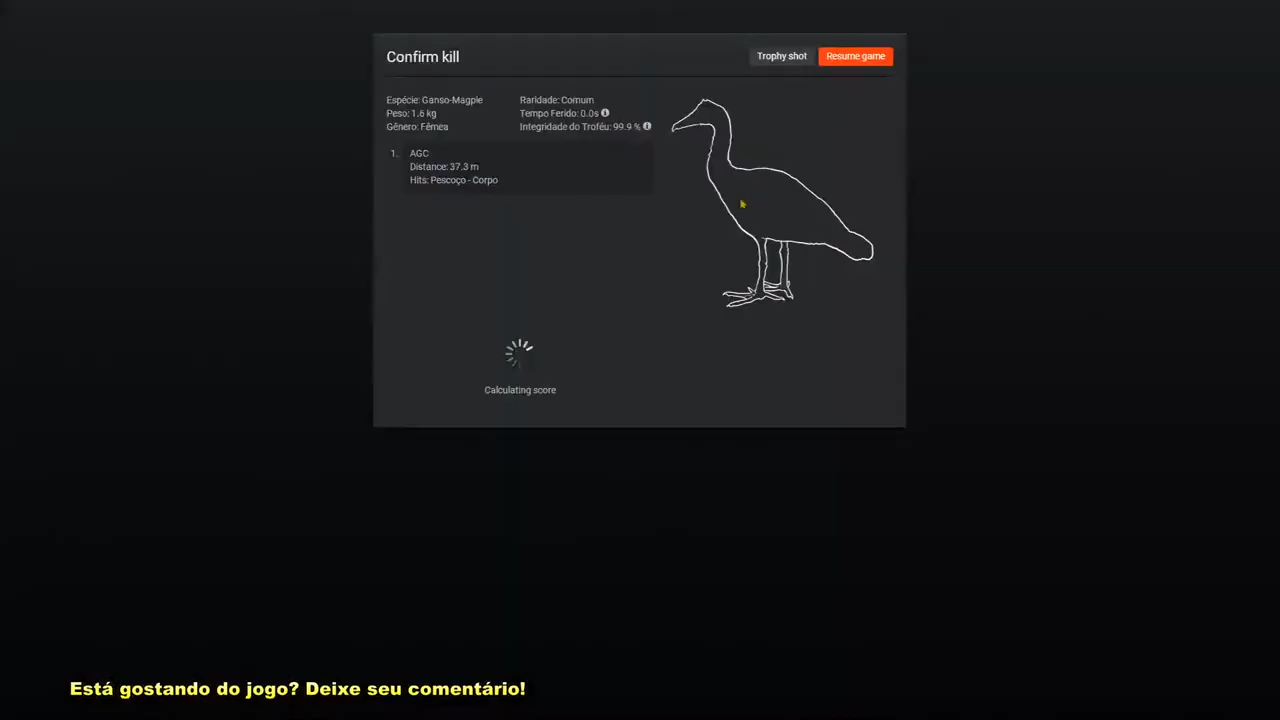 Confirm kill
Trophy shot
Resume game
Espécie: Ganso-Magpie
Peso: 1.6 kg
Gênero: Fêmea
Raridade: Comum
Tempo Ferido: 0.0s
Integridade do Troféu: 99.9 %
1. AGC
Distance: 37.3 m
Hits: Pescoço - Corpo
Calculating score
Está gostando do jogo? Deixe seu comentário!